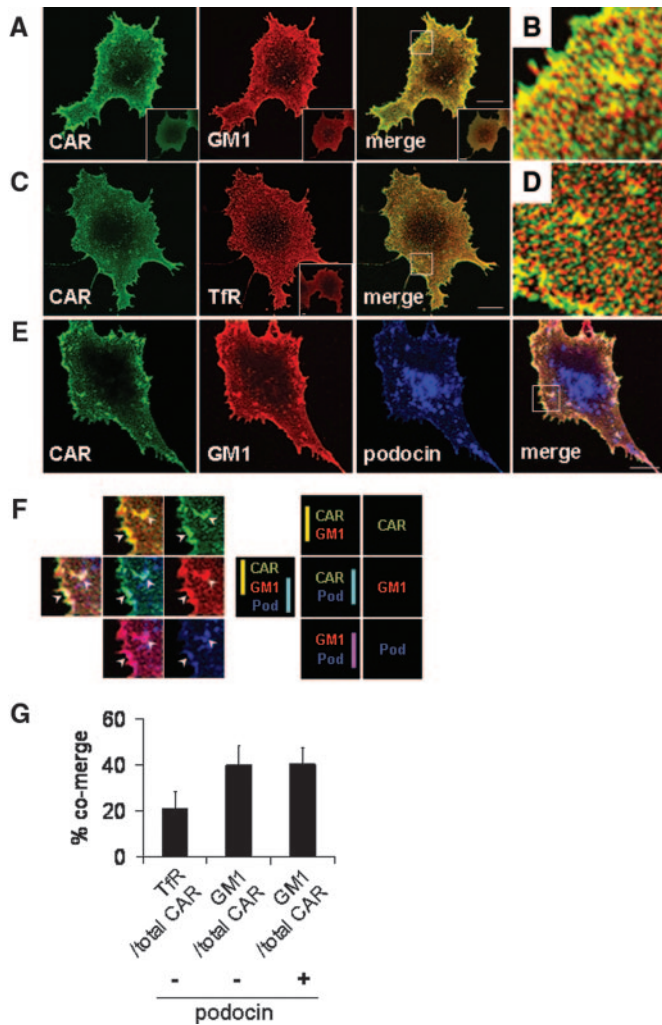 A
B
CAR
GM1
merge
C
D
CAR
TfR
merge
E
CAR
GM1
podocin
merge
F
CAR
GM1
CAR
CAR
GM1
Pod
CAR
Pod
GM1
GM1
Pod
Pod
G
% co-merge
60
40
20
0
TfR
/total CAR
GM1
/total CAR
GM1
/total CAR
- - +
podocin